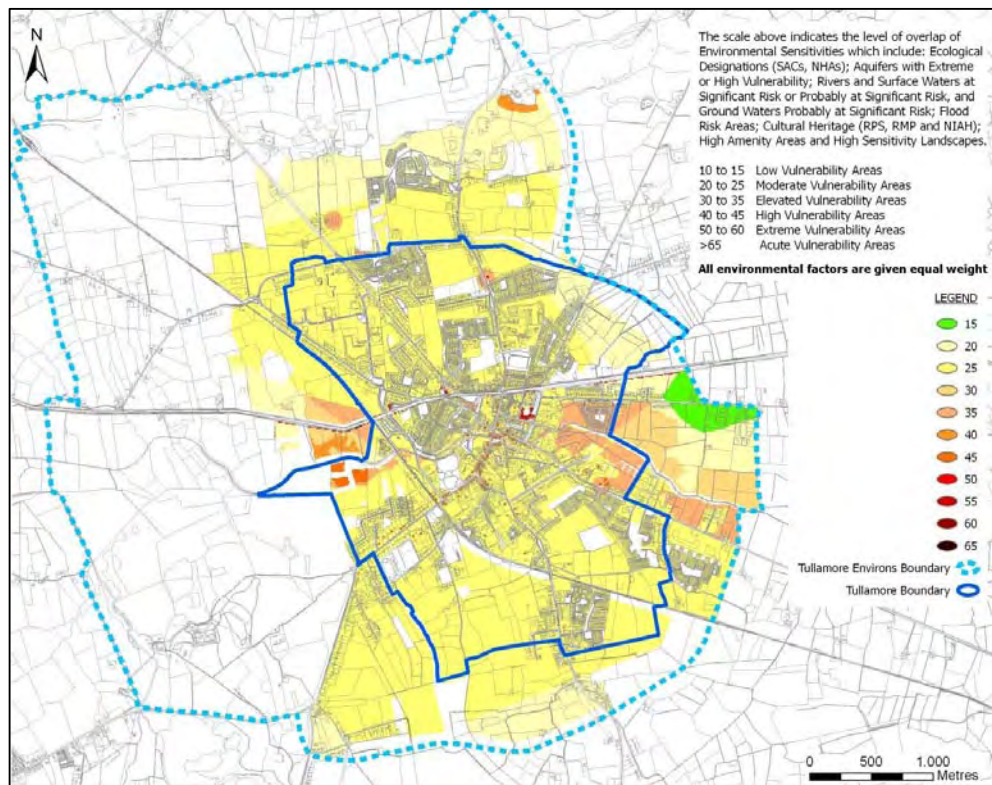 N
The scale above indicates the level of overlap of
Environmental Sensitivities which include: Ecological
Designations (SACs, NHAs); Aquifers with Extreme
or High Vulnerability; Rivers and Surface Waters at
Significant Risk or Probably at Significant Risk, and
Ground Waters Probably at Significant Risk; Flood
Risk Areas; Cultural Heritage (RPS, RMP and NIAH);
High Amenity Areas and High Sensitivity Landscapes.
10 to 15 Low Vulnerability Areas
20 to 25 Moderate Vulnerability Areas
30 to 35 Elevated Vulnerability Areas
40 to 45 High Vulnerability Areas
50 to 60 Extreme Vulnerability Areas
>65 Acute Vulnerability Areas
All environmental factors are given equal weight
LEGEND
15
20
25
30
35
40
45
50
55
60
65
Tullamore Environs Boundary
Tullamore Boundary
0 500 1.000
Metres